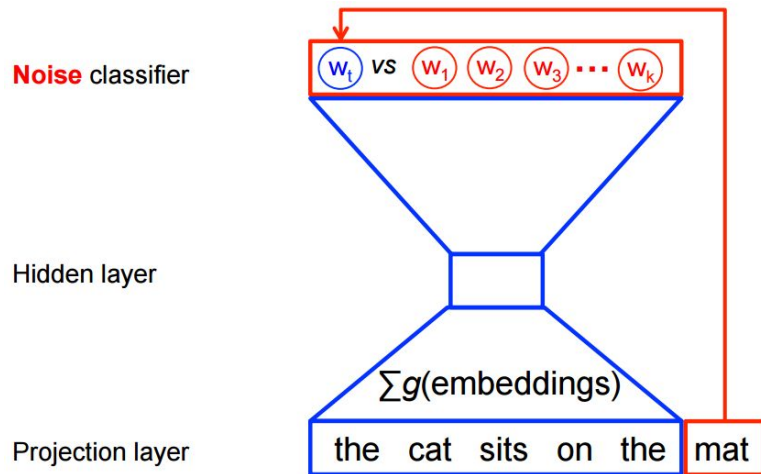 Noise classifier
w_t vs w_1 w_2 w_3 ... w_k
Hidden layer
∑g(embeddings)
Projection layer
the cat sits on the mat